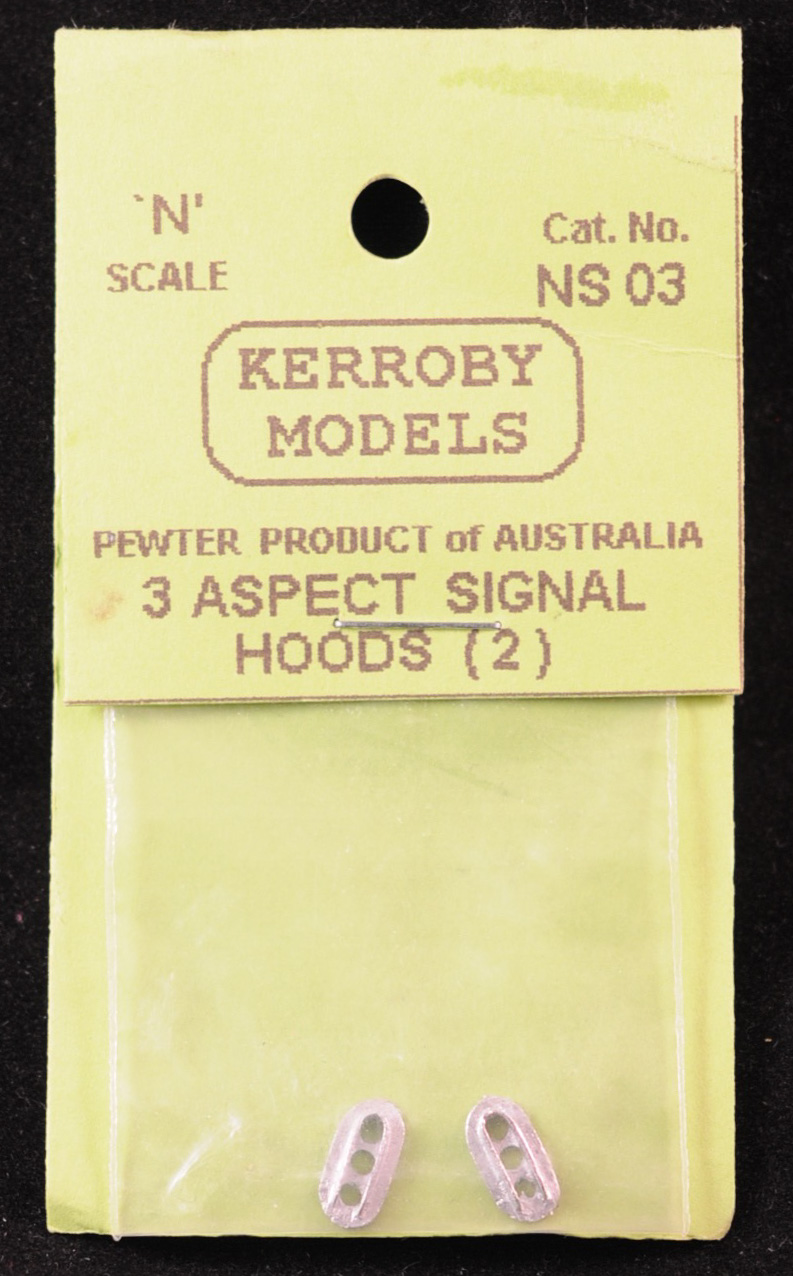 `N'
SCALE
Cat. No.
NS 03
KERROBY
MODELS
PEWTER PRODUCT of AUSTRALIA
3 ASPECT SIGNAL
HOODS (2)